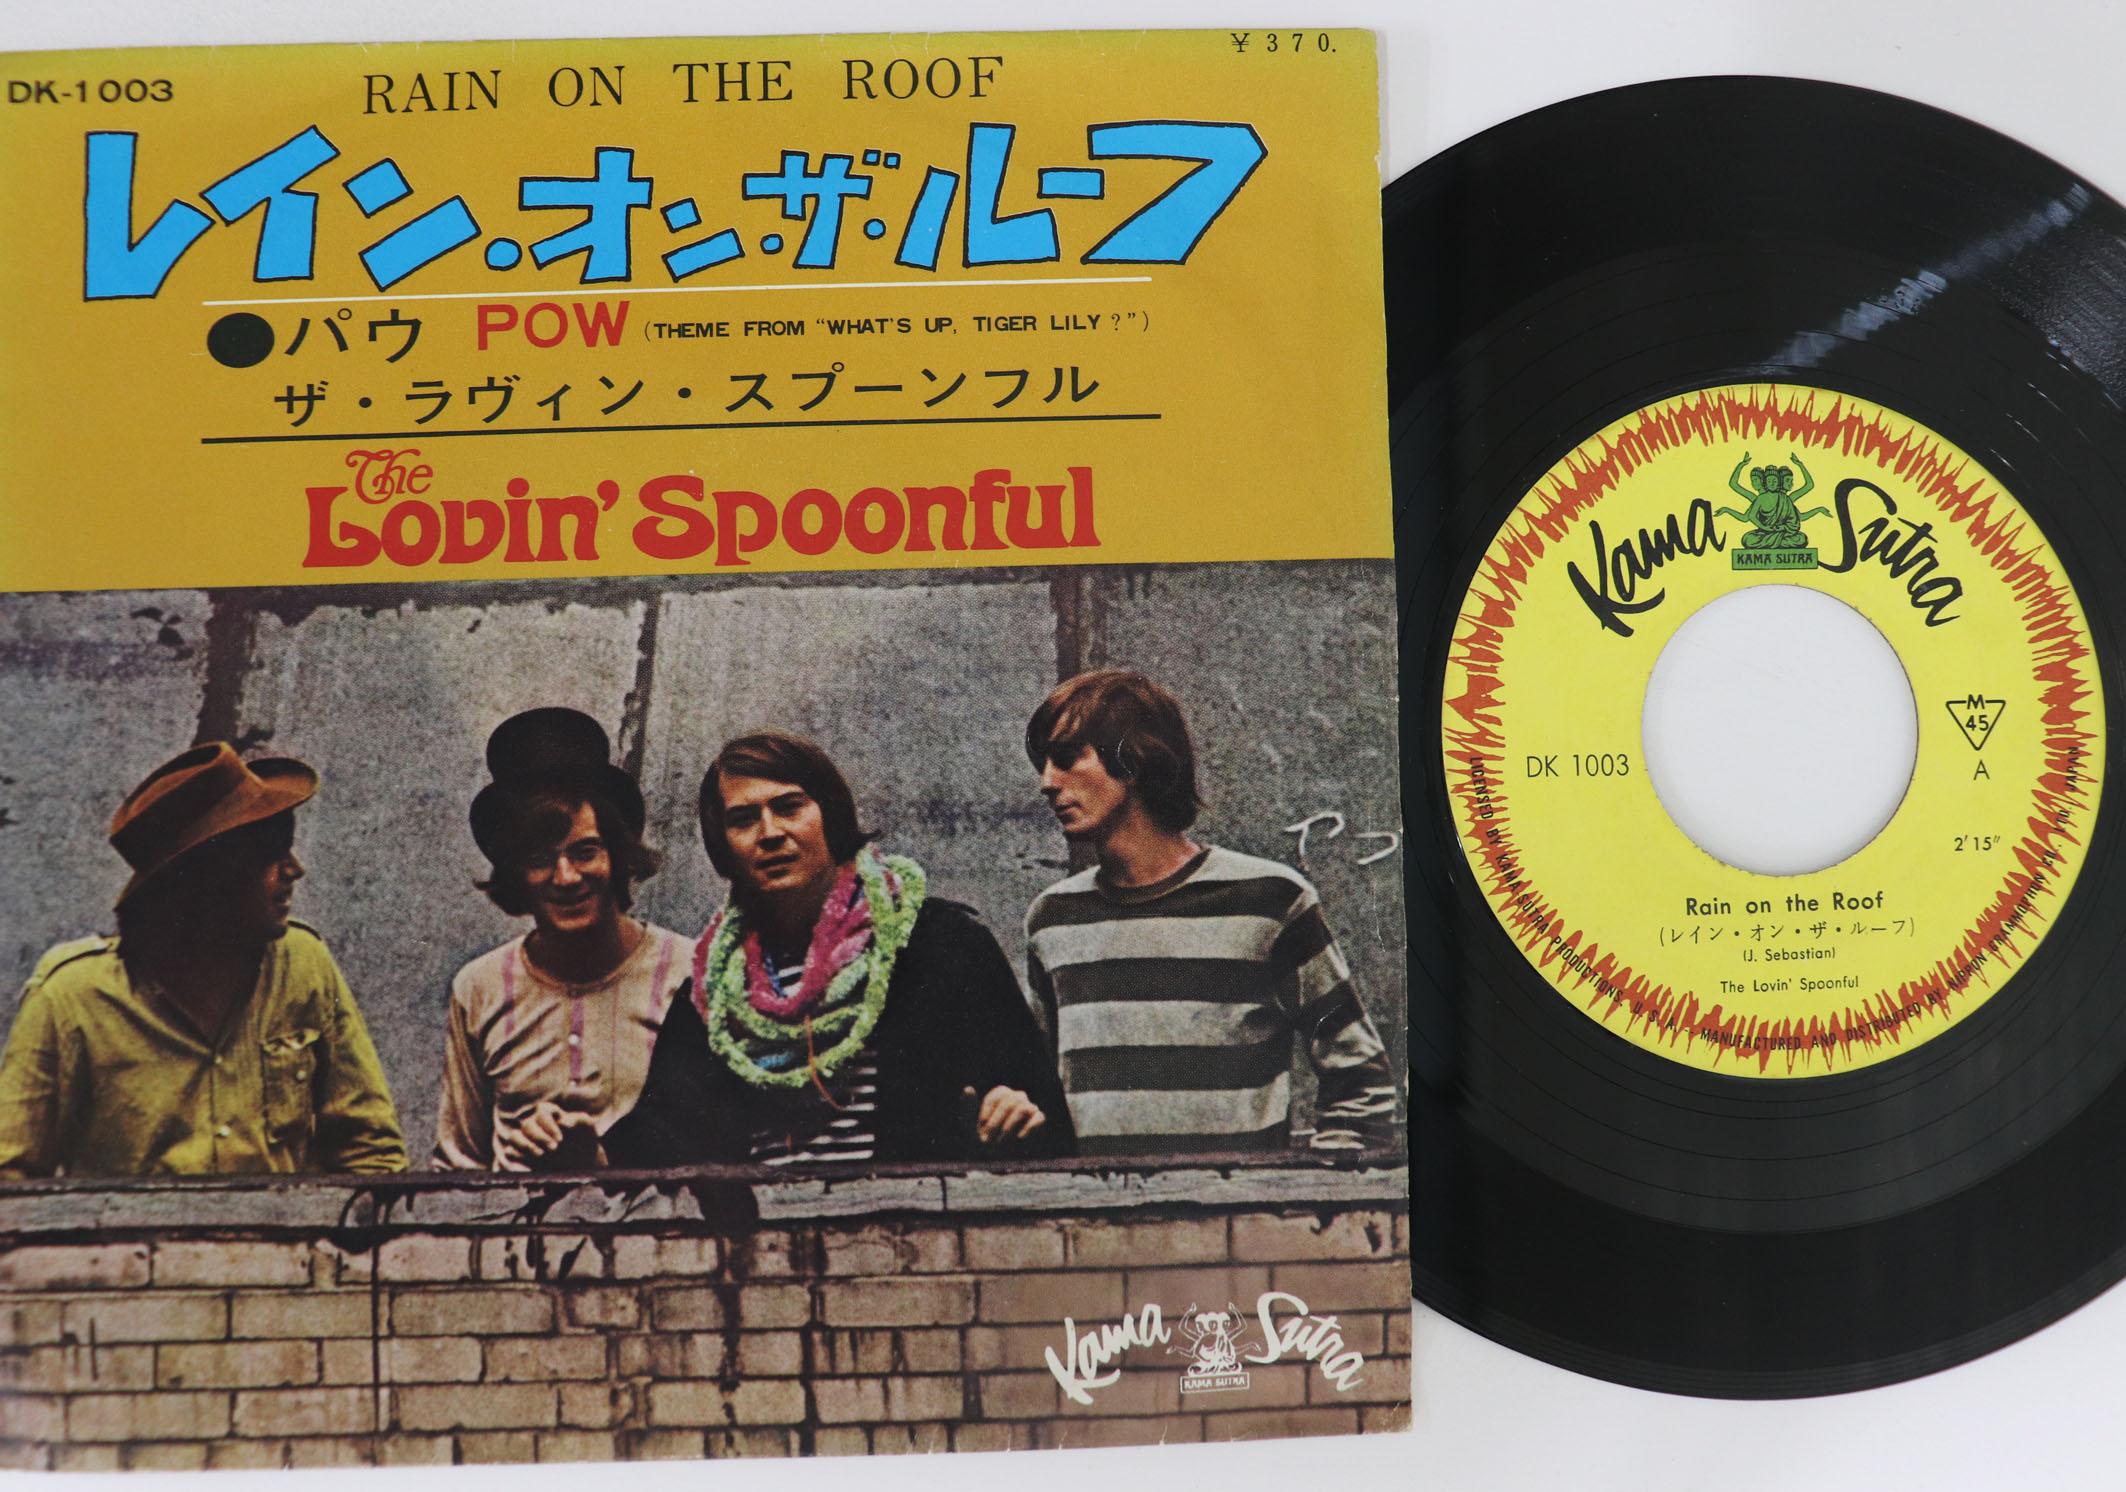 DK-1003
RAIN ON THE ROOF
¥370.
レイン・オン・ザ・ルーフ
●パウ POW (THEME FROM "WHAT'S UP, TIGER LILY?")
ザ・ラヴィン・スプーンフル
The Lovin' Spoonful
Kama Sutra
KAMA SUTRA
Kama Sutra
KAMA SUTRA
DK 1003
M
45
A
2'15"
Rain on the Roof
(レイン・オン・ザ・ルーフ)
(J. Sebastian)
The Lovin' Spoonful
LICENSED BY KAMA SUTRA PRODUCTIONS, U.S.A. - MANUFACTURED AND DISTRIBUTED BY NIPPON GRAMMOPHON CO., LTD., JAPAN